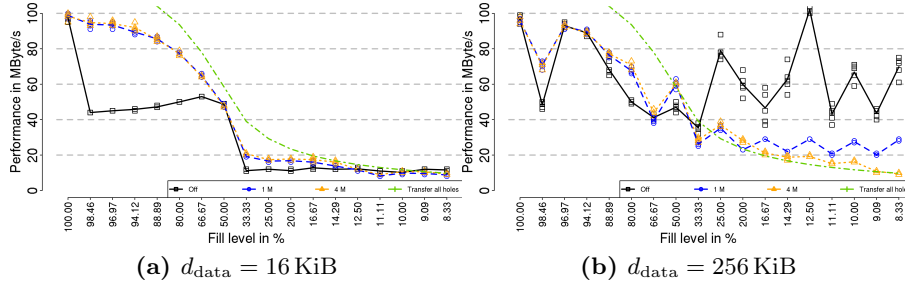 Performance in MByte/s
0 20 40 60 80 100
100.00 98.46 96.97 94.12 88.89 80.00 66.67 50.00 33.33 25.00 20.00 16.67 14.29 12.50 11.11 10.00 9.09 8.33
Off 1 M 4 M Transfer all holes
Fill level in %
(a) d_data = 16 KiB
Performance in MByte/s
0 20 40 60 80 100
100.00 98.46 96.97 94.12 88.89 80.00 66.67 50.00 33.33 25.00 20.00 16.67 14.29 12.50 11.11 10.00 9.09 8.33
Off 1 M 4 M Transfer all holes
Fill level in %
(b) d_data = 256 KiB